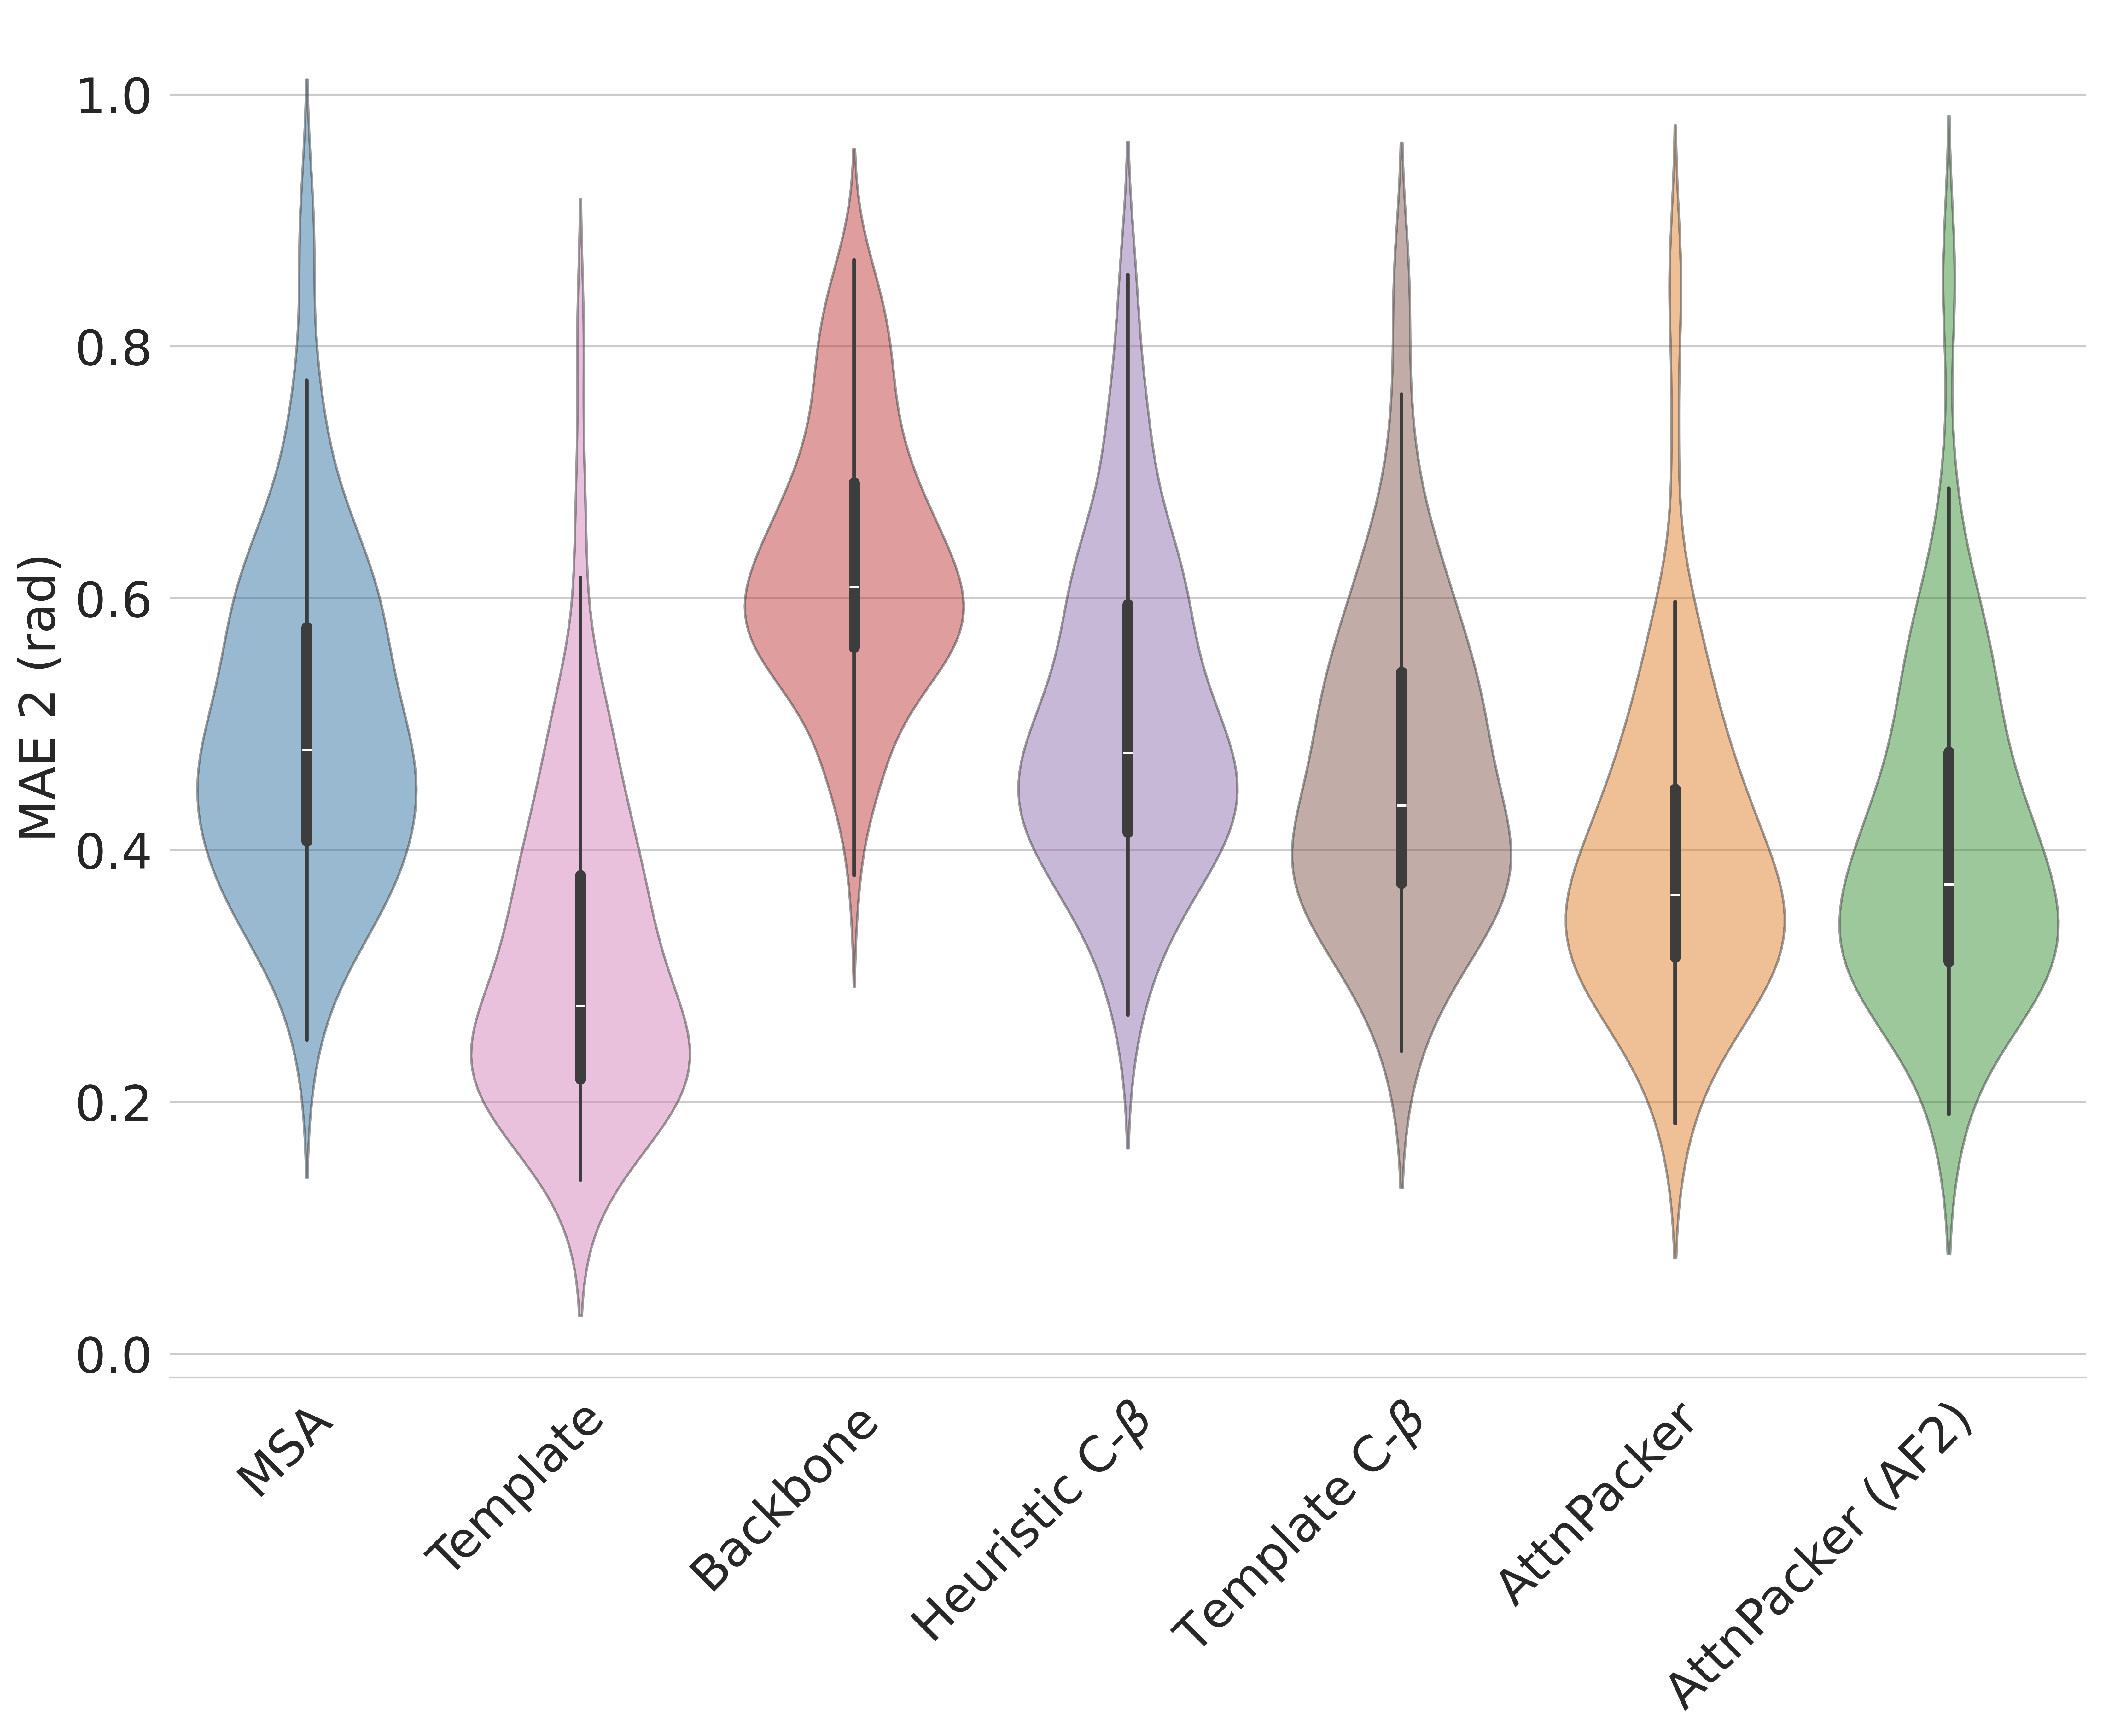 1.0
0.8
0.6
0.4
0.2
0.0
MAE 2 (rad)
MSA
Template
Backbone
Heuristic C-β
Template C-β
AttnPacker
AttnPacker (AF2)